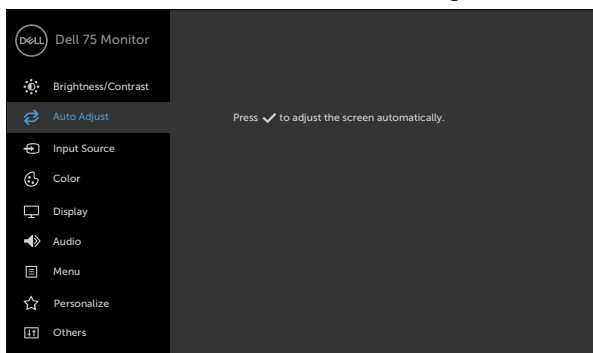 DELL
Dell 75 Monitor
Brightness/Contrast
Auto Adjust
Press ✓ to adjust the screen automatically.
Input Source
Color
Display
Audio
Menu
Personalize
Others